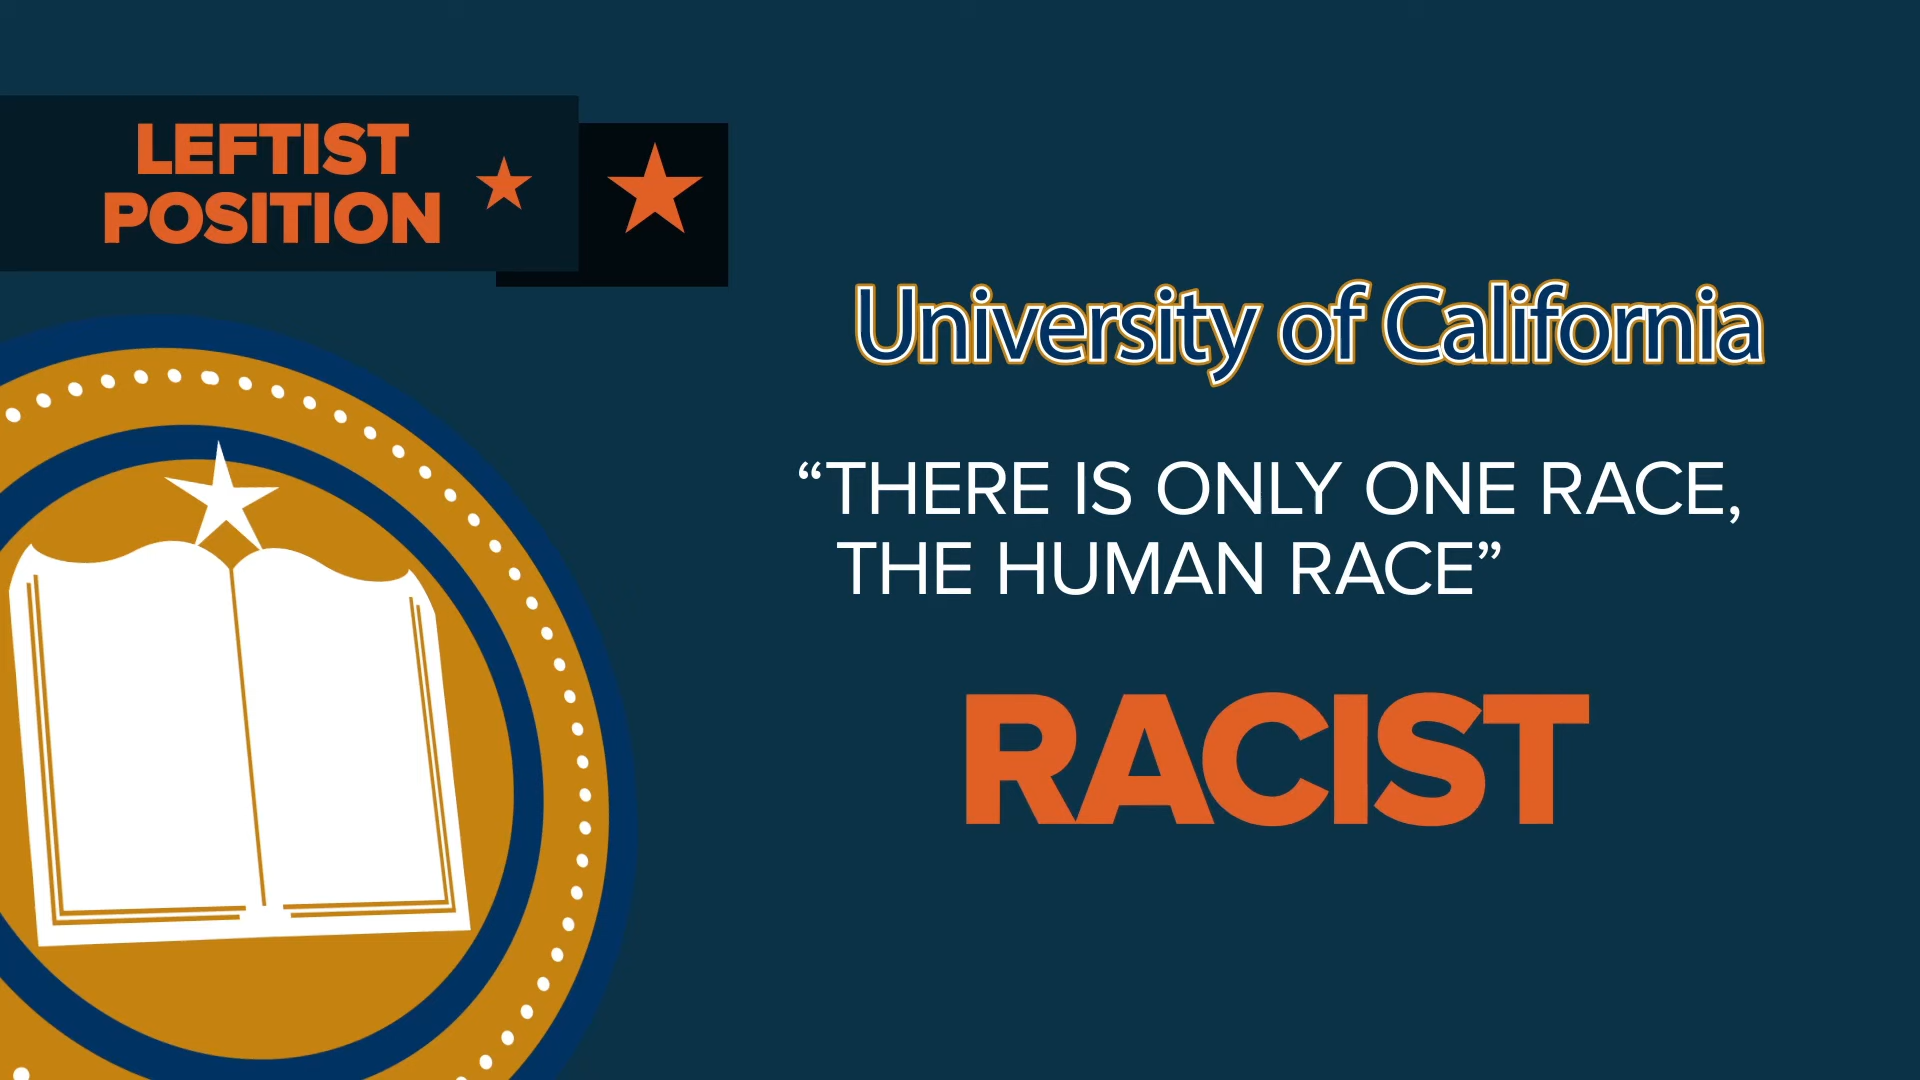 LEFTIST
POSITION
University of California
“THERE IS ONLY ONE RACE,
THE HUMAN RACE”
RACIST